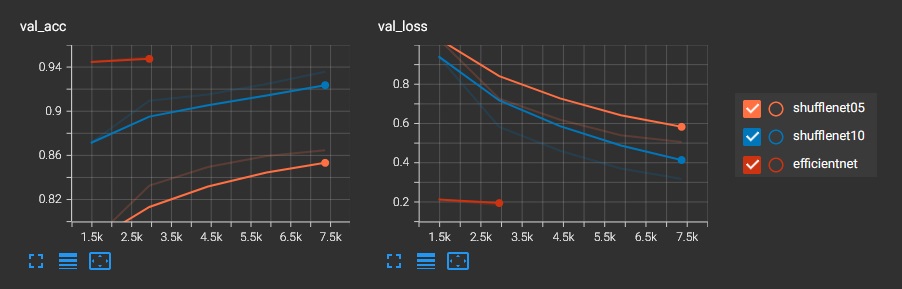 val_acc
val_loss
0.94
0.9
0.86
0.82
1.5k 2.5k 3.5k 4.5k 5.5k 6.5k 7.5k
0.8
0.6
0.4
0.2
1.5k 2.5k 3.5k 4.5k 5.5k 6.5k 7.5k
shufflenet05
shufflenet10
efficientnet